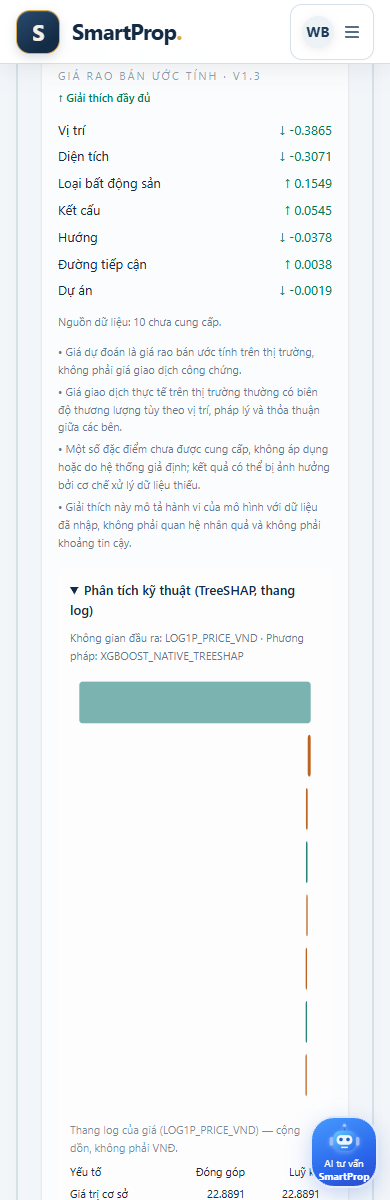 S SmartProp. WB
GIÁ RAO BÁN ƯỚC TÍNH · V1.3
↑ Giải thích đầy đủ
Vị trí ↓ -0.3865
Diện tích ↓ -0.3071
Loại bất động sản ↑ 0.1549
Kết cấu ↑ 0.0545
Hướng ↓ -0.0378
Đường tiếp cận ↑ 0.0038
Dự án ↓ -0.0019
Nguồn dữ liệu: 10 chưa cung cấp.
• Giá dự đoán là giá rao bán ước tính trên thị trường,
không phải giá giao dịch công chứng.
• Giá giao dịch thực tế trên thị trường thường có biên
độ thương lượng tùy theo vị trí, pháp lý và thỏa thuận
giữa các bên.
• Một số đặc điểm chưa được cung cấp, không áp dụng
hoặc do hệ thống giả định; kết quả có thể bị ảnh hưởng
bởi cơ chế xử lý dữ liệu thiếu.
• Giải thích này mô tả hành vi của mô hình với dữ liệu
đã nhập, không phải quan hệ nhân quả và không phải
khoảng tin cậy.
▼ Phân tích kỹ thuật (TreeSHAP, thang
log)
Không gian đầu ra: LOG1P_PRICE_VND · Phương
pháp: XGBOOST_NATIVE_TREESHAP
Thang log của giá (LOG1P_PRICE_VND) — cộng
dồn, không phải VNĐ.
Yếu tố Đóng góp Luỹ
Giá trị cơ sở 22.8891 22.8891
AI tư vấn
SmartProp